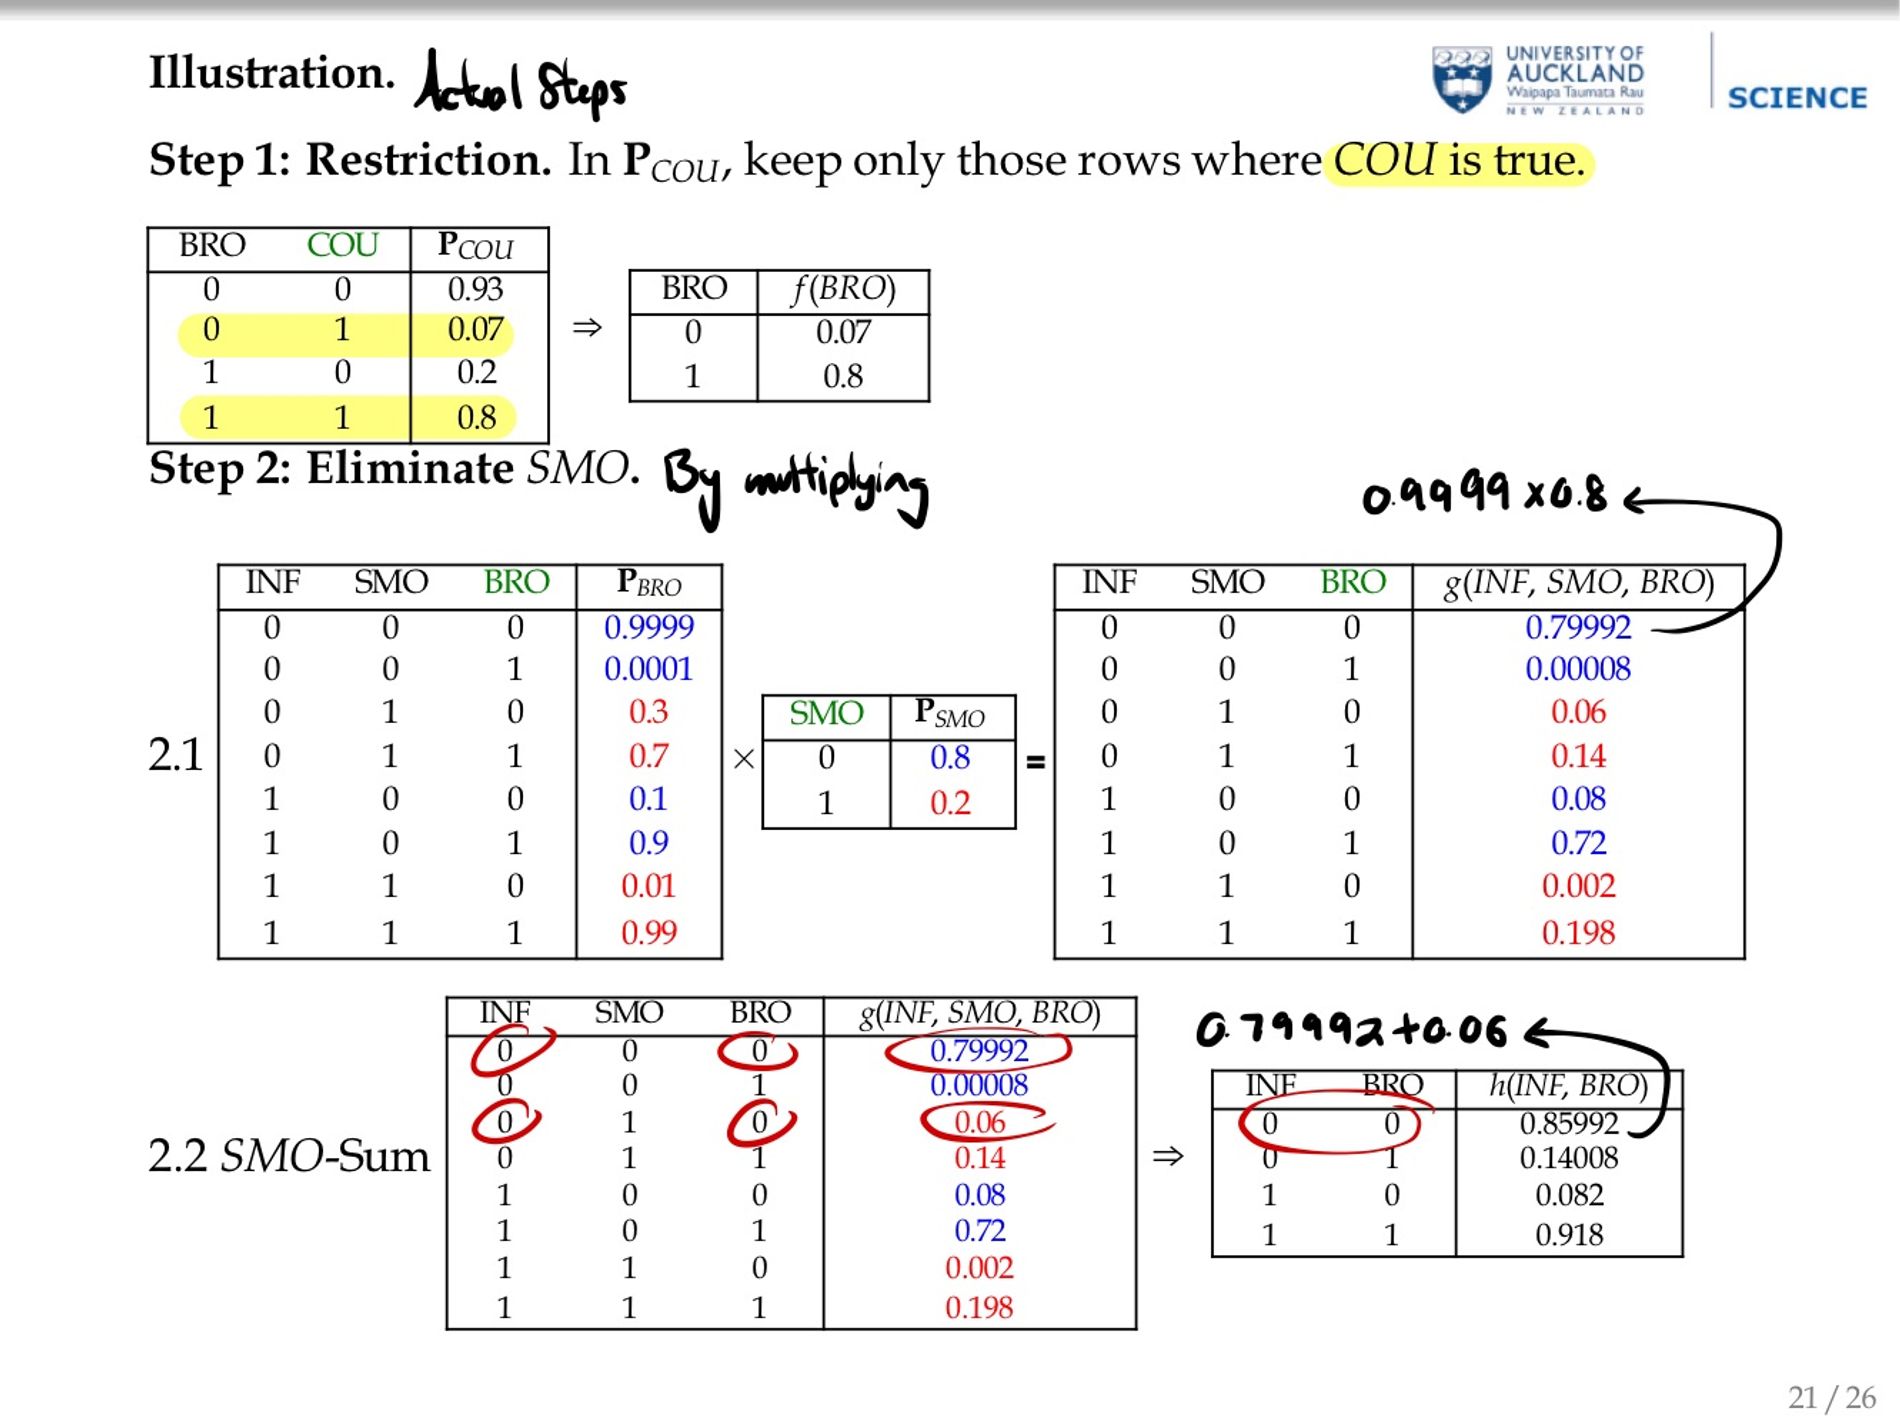 Illustration. Actual Steps
UNIVERSITY OF
AUCKLAND
Waipapa Taumata Rau
NEW ZEALAND
SCIENCE
Step 1: Restriction. In P_COU, keep only those rows where COU is true.
BRO COU P_COU
0 0 0.93
0 1 0.07
1 0 0.2
1 1 0.8
⇒
BRO f(BRO)
0 0.07
1 0.8
Step 2: Eliminate SMO. By multiplying
0.9999 x 0.8
2.1
INF SMO BRO P_BRO
0 0 0 0.9999
0 0 1 0.0001
0 1 0 0.3
0 1 1 0.7
1 0 0 0.1
1 0 1 0.9
1 1 0 0.01
1 1 1 0.99
×
SMO P_SMO
0 0.8
1 0.2
=
INF SMO BRO g(INF, SMO, BRO)
0 0 0 0.79992
0 0 1 0.00008
0 1 0 0.06
0 1 1 0.14
1 0 0 0.08
1 0 1 0.72
1 1 0 0.002
1 1 1 0.198
2.2 SMO-Sum
INF SMO BRO g(INF, SMO, BRO)
0 0 0 0.79992
0 0 1 0.00008
0 1 0 0.06
0 1 1 0.14
1 0 0 0.08
1 0 1 0.72
1 1 0 0.002
1 1 1 0.198
⇒
0.79992+0.06
INF BRO h(INF, BRO)
0 0 0.85992
0 1 0.14008
1 0 0.082
1 1 0.918
21 / 26